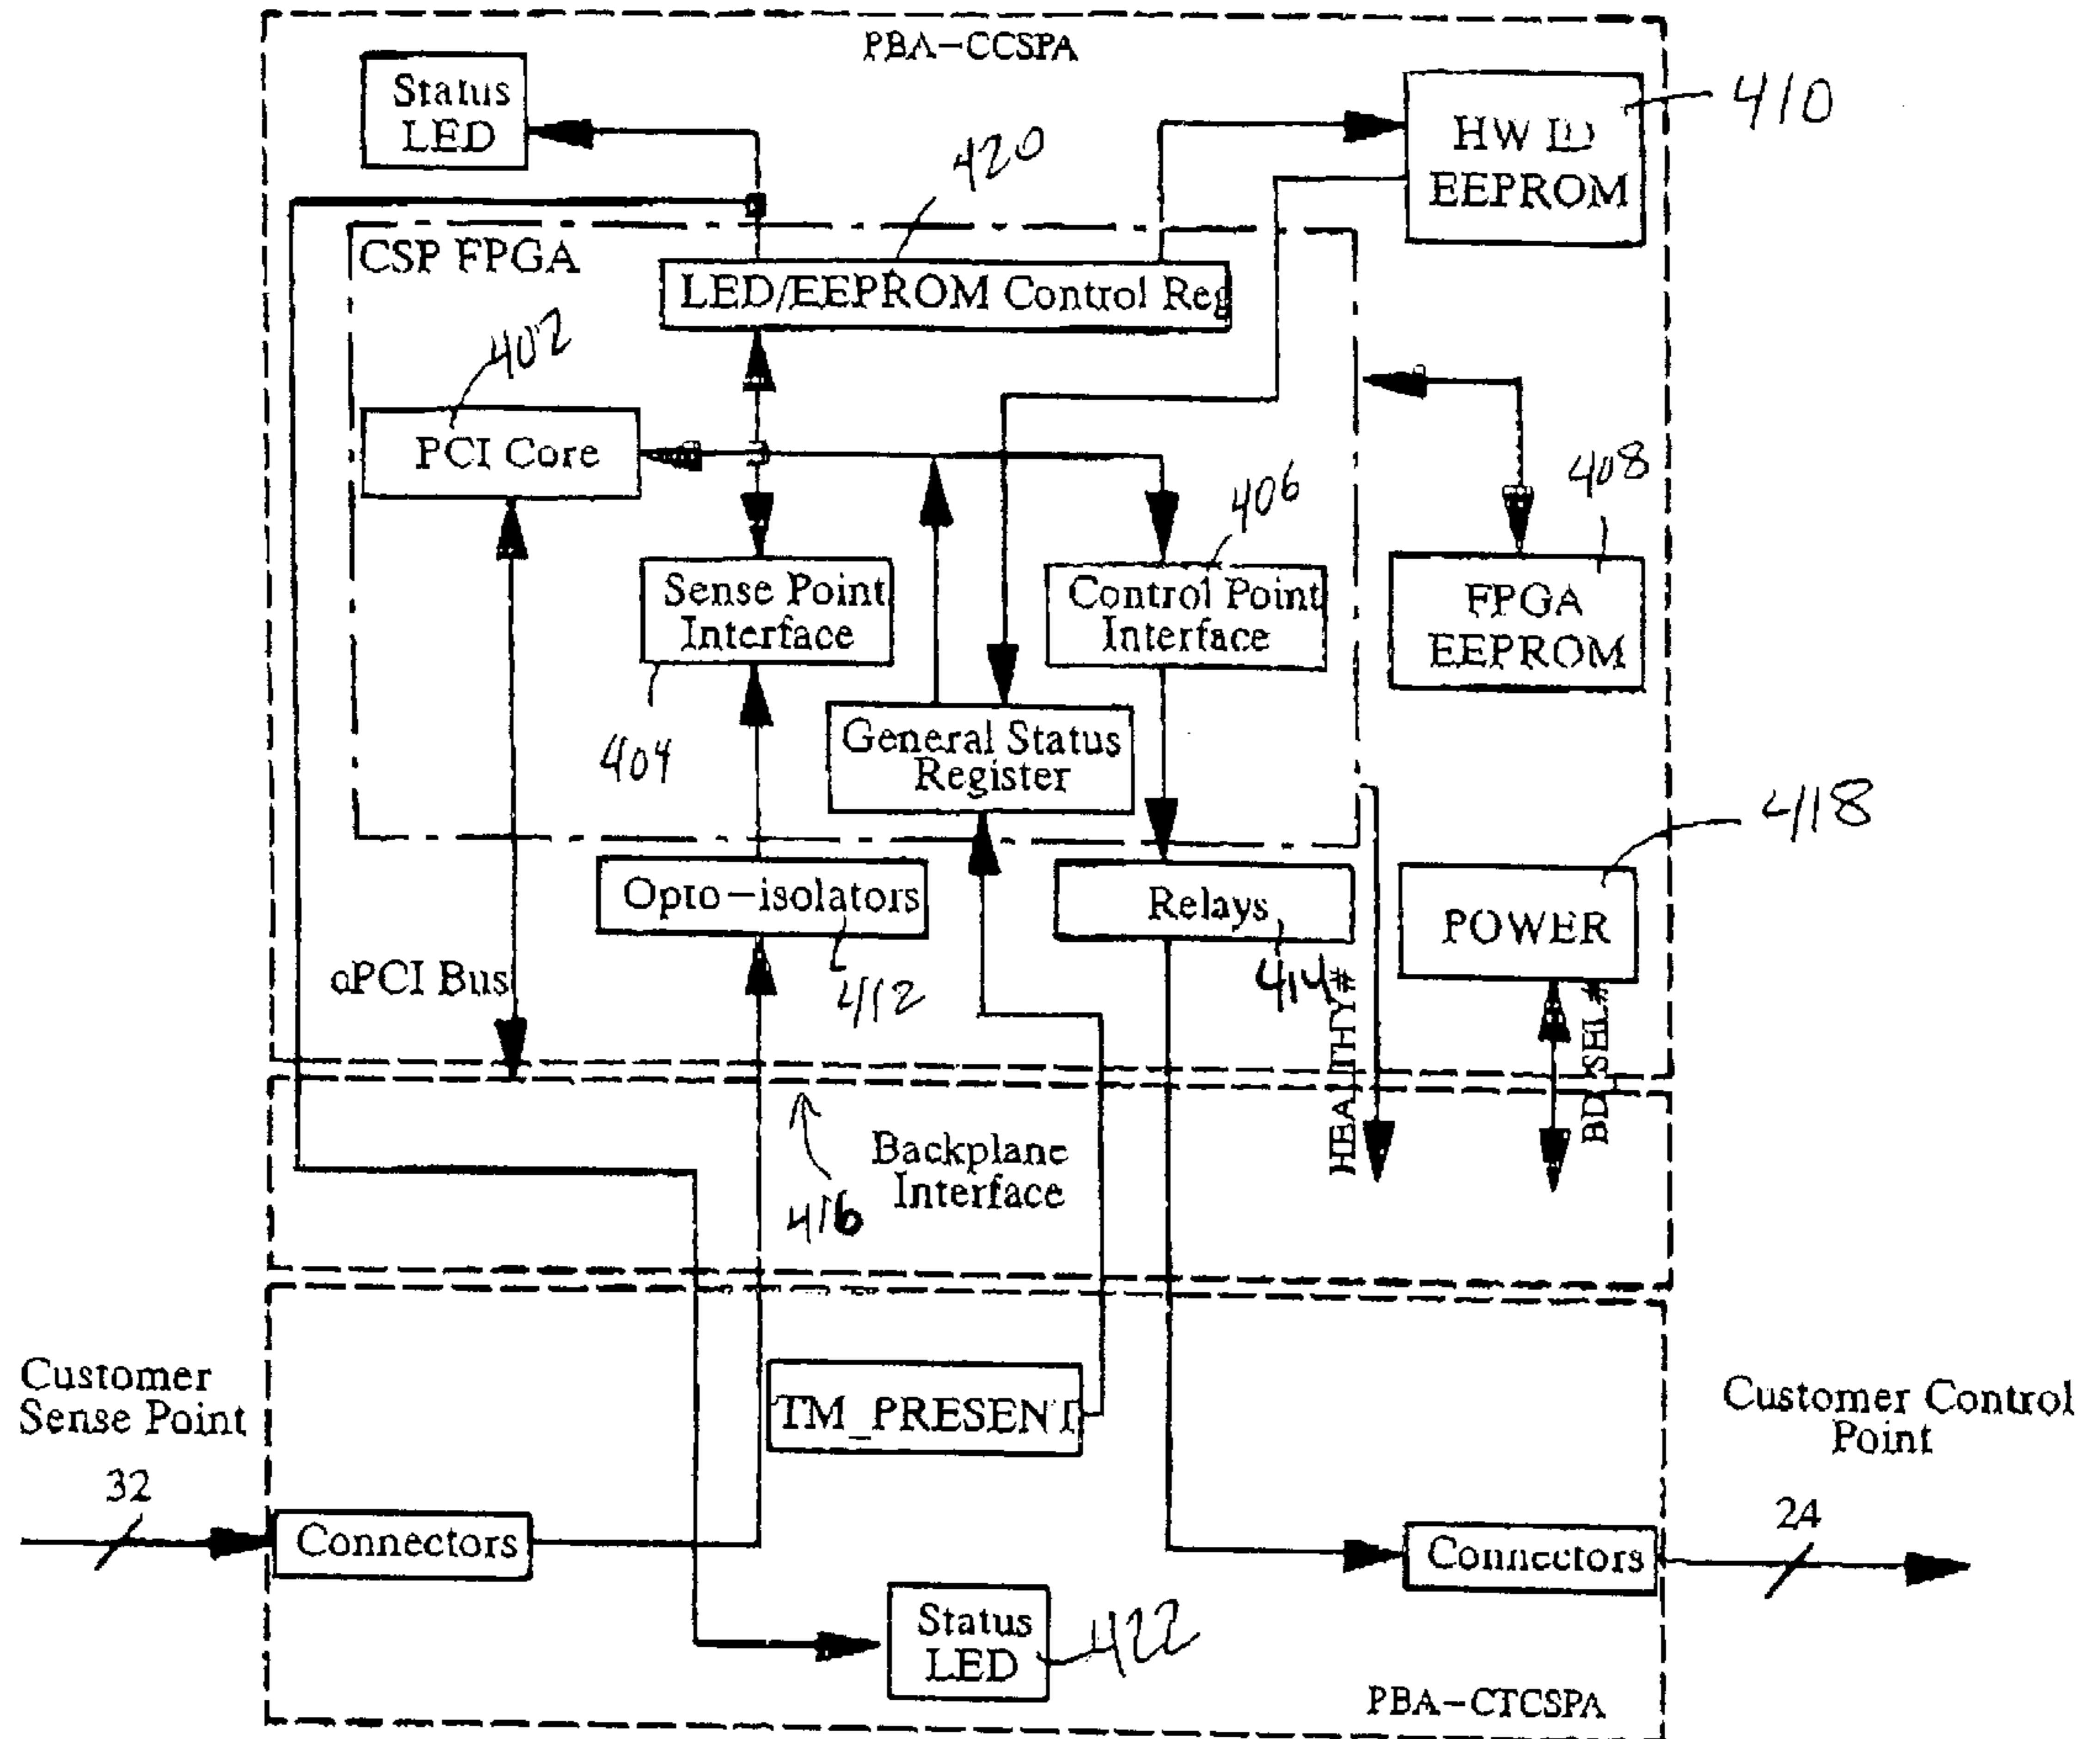 PBA-CCSPA
Status
LED
HW ID
EEPROM
410
420
CSP FPGA
LED/EEPROM Control Reg
402
PCI Core
406
408
Sense Point
Interface
Control Point
Interface
FPGA
EEPROM
404
General Status
Register
418
Opto-isolators
Relays
POWER
cPCI Bus
412
414
HEALTHY#
BD_SEL#
Backplane
Interface
416
Customer
Sense Point
TM_PRESENT
Customer Control
Point
32
24
Connectors
Connectors
Status
LED
422
PBA-CTCSPA